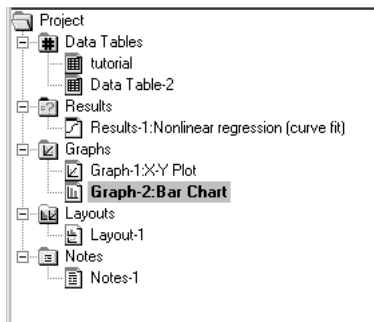 Project
Data Tables
tutorial
Data Table-2
Results
Results-1:Nonlinear regression (curve fit)
Graphs
Graph-1:X-Y Plot
Graph-2:Bar Chart
Layouts
Layout-1
Notes
Notes-1